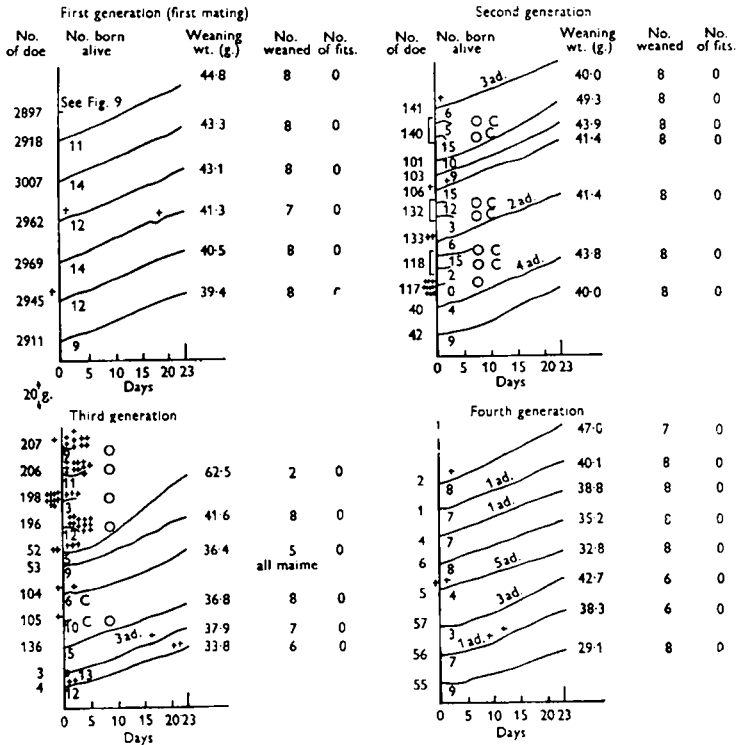 First generation (first mating)
No. of doe
No. born alive
Weaning wt. (g.)
No. weaned
No. of fits.
44·8 8 0
2897 See Fig. 9
2918 11 43·3 8 0
3007 14 43·1 8 0
2962 12 41·3 7 0
2969 14 40·5 8 0
2945 12 39·4 8
2911 9
0 5 10 15 20 23
Days
20 g.
Second generation
No. of doe
No. born alive
Weaning wt. (g.)
No. weaned
No. of fits.
3 ad. 40·0 8 0
141 6 49·3 8 0
140 5 O C
O C 43·9 8 0
15 41·4 8 0
101 10
103 9
106 15
132 12 O C
O C
2 ad. 41·4 8 0
3
133 6
118 15 O C
O C 43·8 8 0
2
117 0 O 4 ad. 40·0 8 0
40 4
42 9
0 5 10 15 20 23
Days
Third generation
207 O
206 11 O 62·5 2 0
198 3 O
196 12 O 41·6 8 0
52 5 36·4 5 0
53 9 all maime
104 6 C 36·8 8 0
105 10 C O 37·9 7 0
136 15 3 ad. 33·8 6 0
3 13
4 12
0 5 10 15 20 23
Days
Fourth generation
47·0 7 0
2 8 40·1 8 0
1 ad.
1 7 38·8 8 0
1 ad.
4 7 35·2 0
6 8 32·8 8 0
5 ad.
5 4 42·7 6 0
3 ad.
57 3 38·3 6 0
1 ad.
56 7 29·1 8 0
55 9
0 5 10 15 20 23
Days